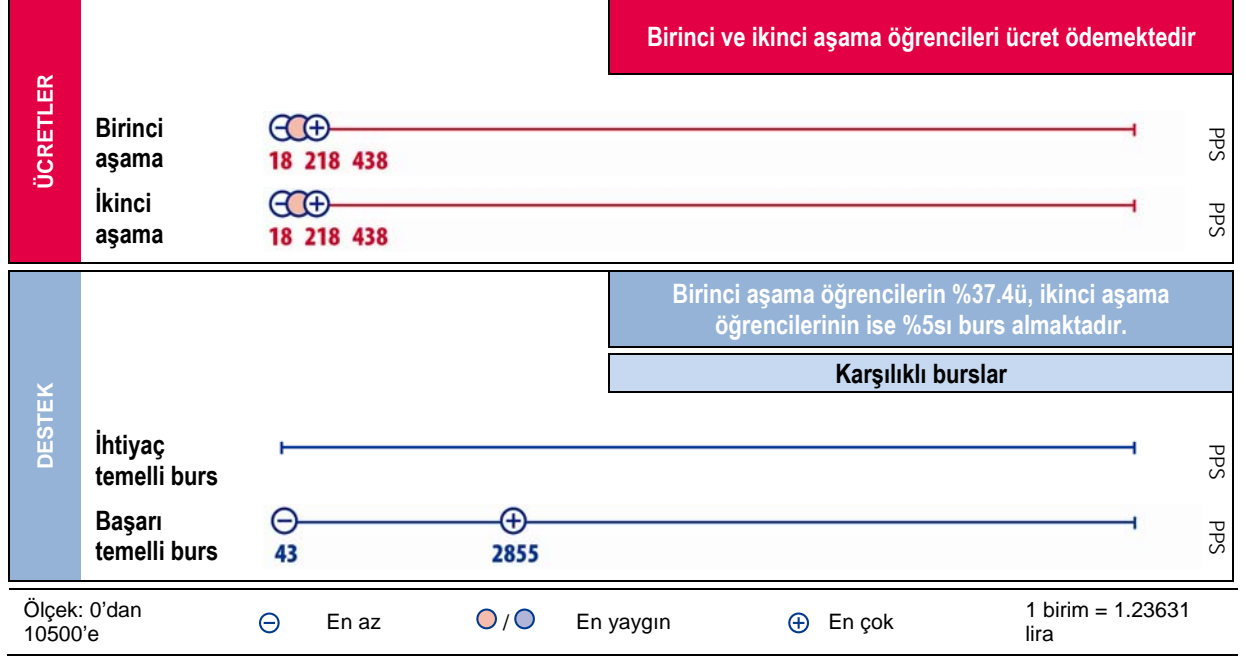 Birinci ve ikinci aşama öğrencileri ücret ödemektedir
ÜCRETLER
Birinci
aşama
18 218 438
PPS
İkinci
aşama
18 218 438
PPS
Birinci aşama öğrencilerin %37.4ü, ikinci aşama
öğrencilerinin ise %5sı burs almaktadır.
Karşılıklı burslar
DESTEK
İhtiyaç
temelli burs
PPS
Başarı
temelli burs
43 2855
PPS
Ölçek: 0’dan
10500’e
En az
/
En yaygın
En çok
1 birim = 1.23631
lira